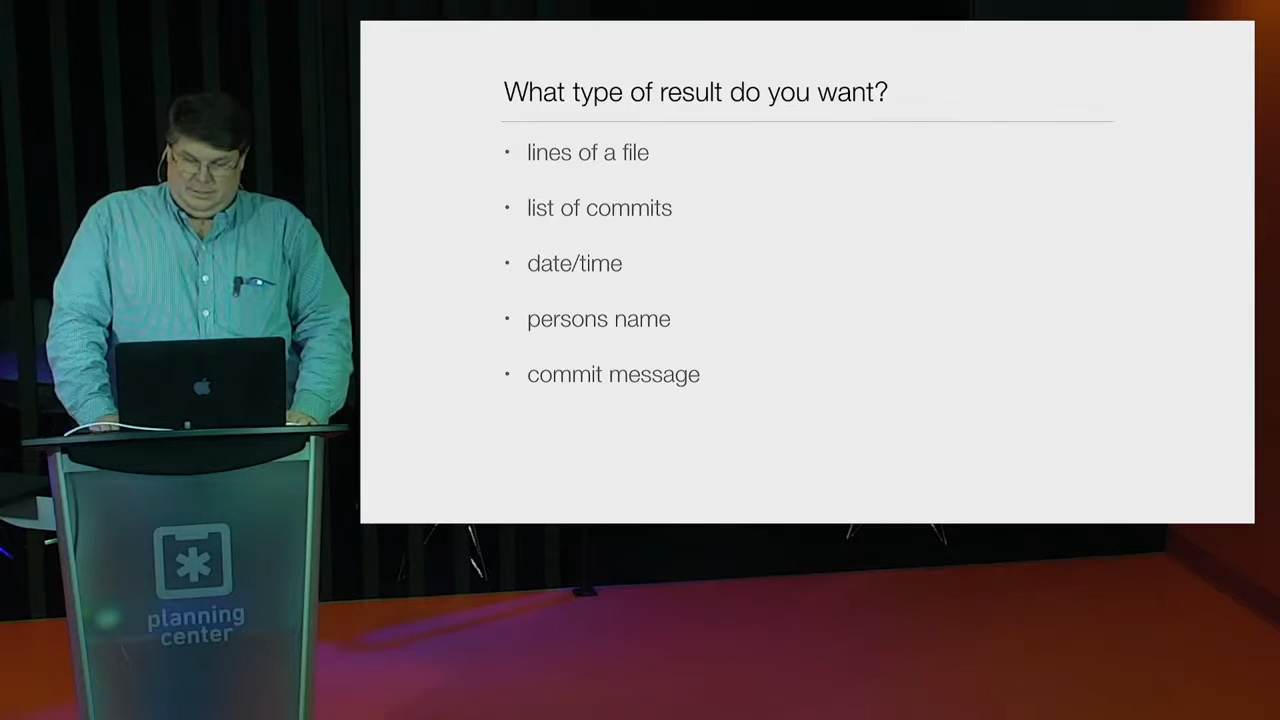 What type of result do you want?
• lines of a file
• list of commits
• date/time
• persons name
• commit message
planning
center